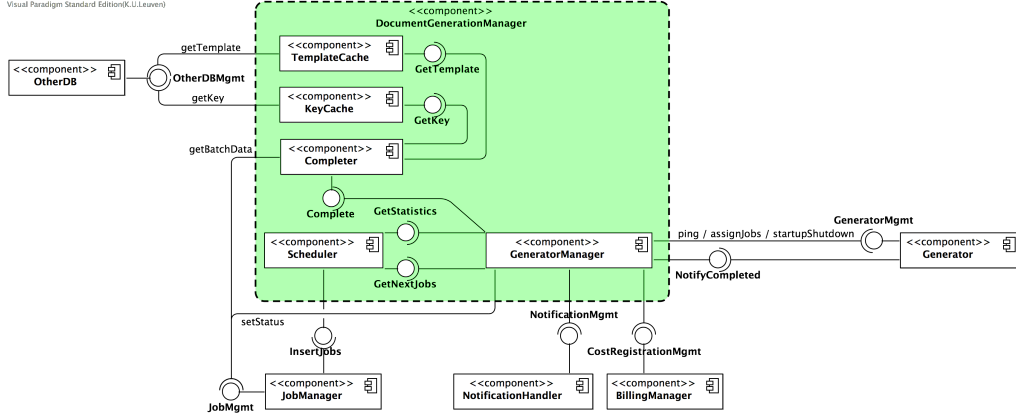 Visual Paradigm Standard Edition(K.U.Leuven)
<<component>>
DocumentGenerationManager
<<component>>
TemplateCache
GetTemplate
getTemplate
<<component>>
OtherDB
OtherDBMgmt
getKey
<<component>>
KeyCache
GetKey
getBatchData
<<component>>
Completer
Complete
GetStatistics
<<component>>
Scheduler
GetNextJobs
<<component>>
GeneratorManager
ping / assignJobs / startupShutdown
GeneratorMgmt
<<component>>
Generator
NotifyCompleted
setStatus
InsertJobs
NotificationMgmt
CostRegistrationMgmt
JobMgmt
<<component>>
JobManager
<<component>>
NotificationHandler
<<component>>
BillingManager